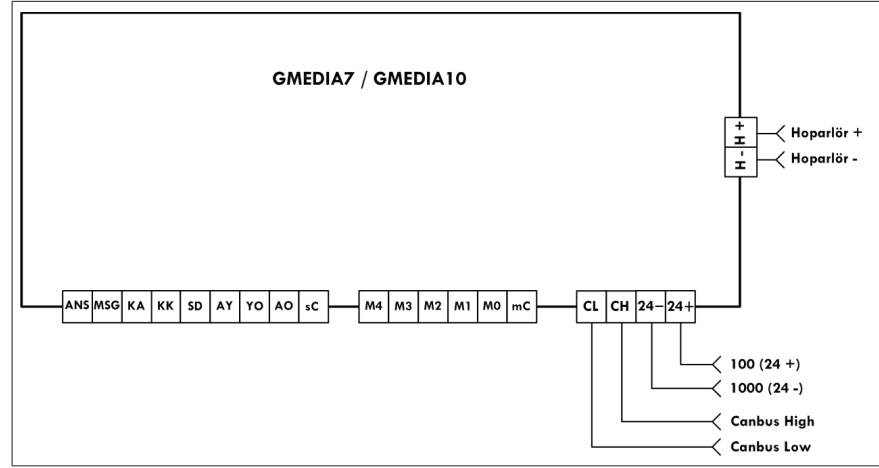 GMEDIA7 / GMEDIA10
H +
H -
Hoparlör +
Hoparlör -
ANS MSG KA KK SD AY YO AO sC
M4 M3 M2 M1 M0 mC
CL CH 24− 24+
100 (24 +)
1000 (24 -)
Canbus High
Canbus Low